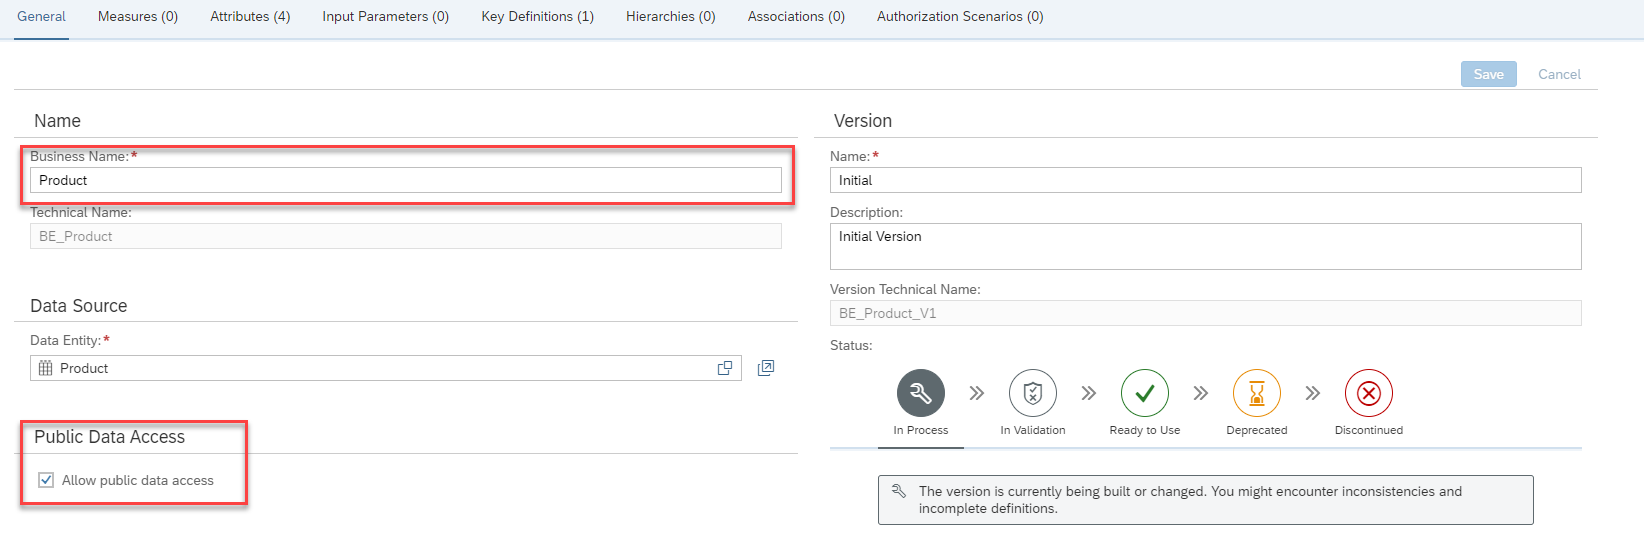 General Measures (0) Attributes (4) Input Parameters (0) Key Definitions (1) Hierarchies (0) Associations (0) Authorization Scenarios (0)
Save Cancel
Name
Business Name:*
Product
Technical Name:
BE_Product
Data Source
Data Entity:*
Product
Public Data Access
Allow public data access
Version
Name:*
Initial
Description:
Initial Version
Version Technical Name:
BE_Product_V1
Status:
In Process In Validation Ready to Use Deprecated Discontinued
The version is currently being built or changed. You might encounter inconsistencies and
incomplete definitions.